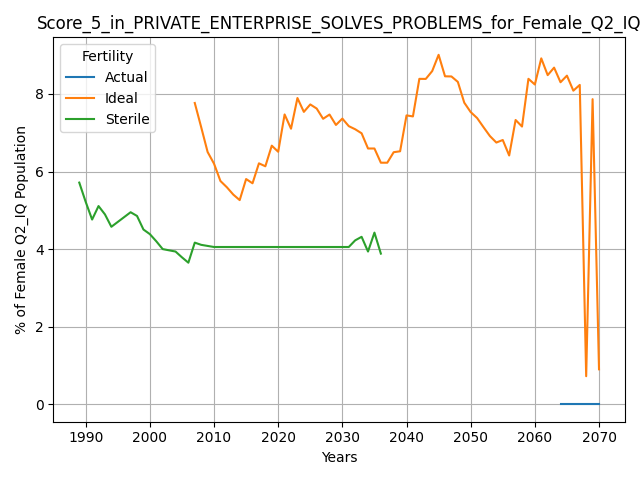 Score_5_in_PRIVATE_ENTERPRISE_SOLVES_PROBLEMS_for_Female_Q2_IQ
Fertility
Actual
Ideal
Sterile
% of Female Q2_IQ Population
8
6
4
2
0
1990 2000 2010 2020 2030 2040 2050 2060 2070
Years